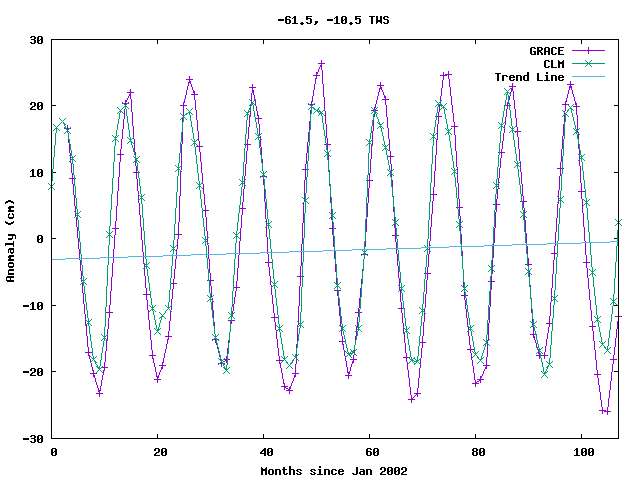 -61.5, -10.5 TWS
30
20
10
0
-10
-20
-30
Anomaly (cm)
GRACE
CLM
Trend Line
0 20 40 60 80 100
Months since Jan 2002